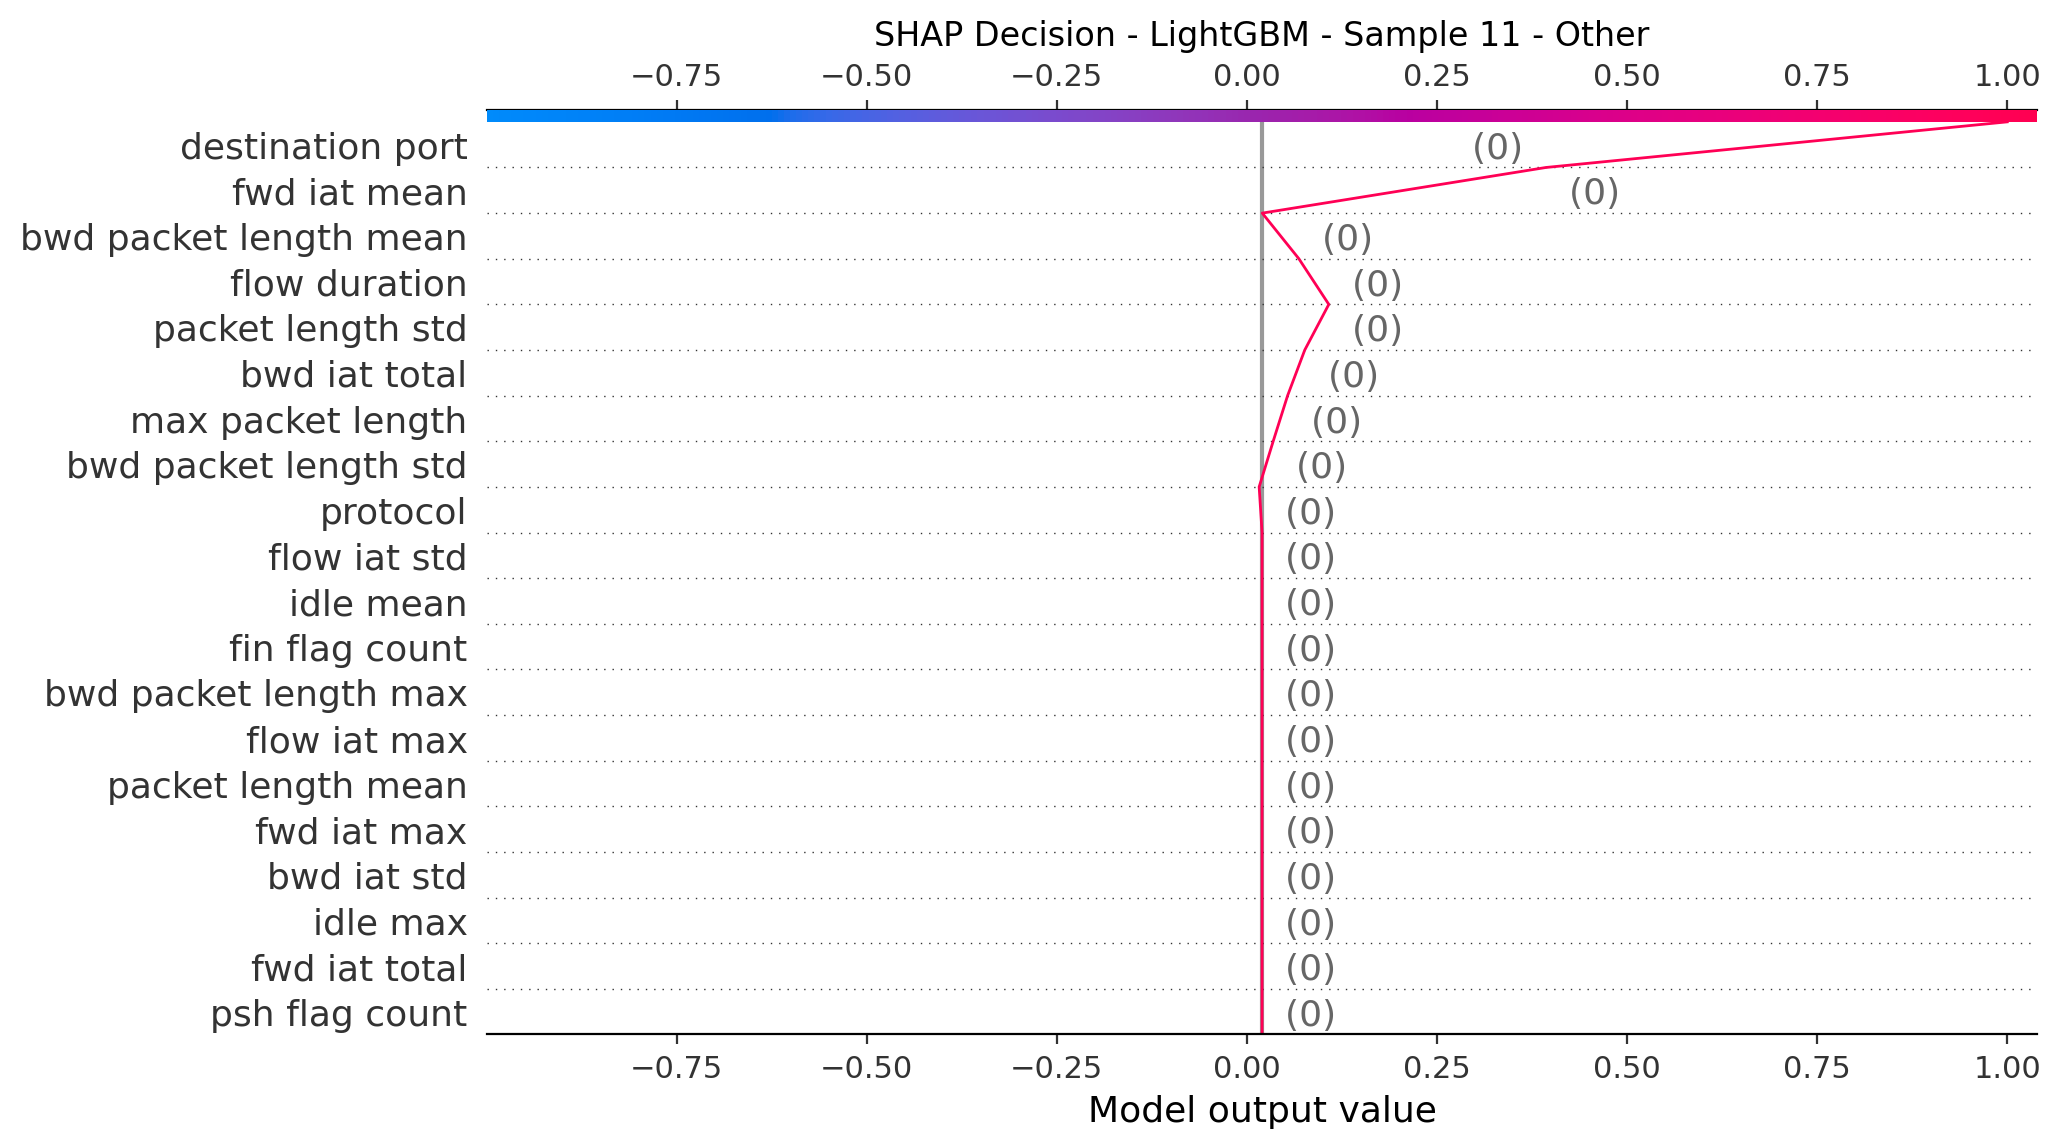 SHAP Decision - LightGBM - Sample 11 - Other
−0.75 −0.50 −0.25 0.00 0.25 0.50 0.75 1.00
destination port (0)
fwd iat mean (0)
bwd packet length mean (0)
flow duration (0)
packet length std (0)
bwd iat total (0)
max packet length (0)
bwd packet length std (0)
protocol (0)
flow iat std (0)
idle mean (0)
fin flag count (0)
bwd packet length max (0)
flow iat max (0)
packet length mean (0)
fwd iat max (0)
bwd iat std (0)
idle max (0)
fwd iat total (0)
psh flag count (0)
−0.75 −0.50 −0.25 0.00 0.25 0.50 0.75 1.00
Model output value